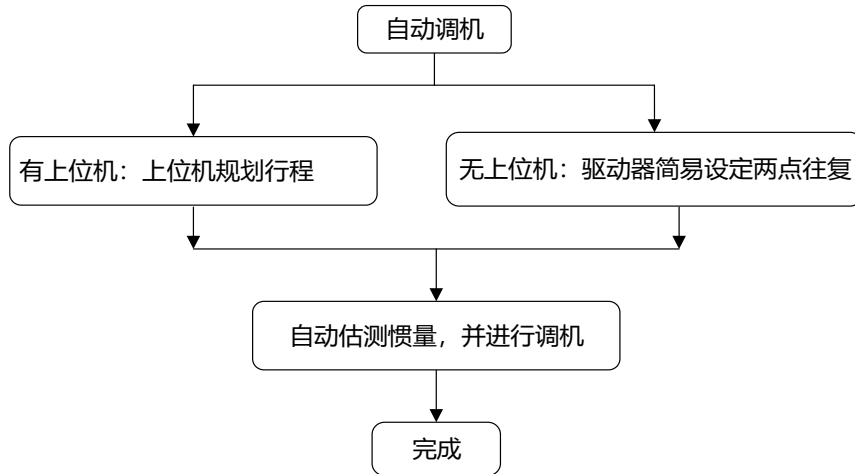 自动调机
有上位机：上位机规划行程
无上位机：驱动器简易设定两点往复
自动估测惯量，并进行调机
完成